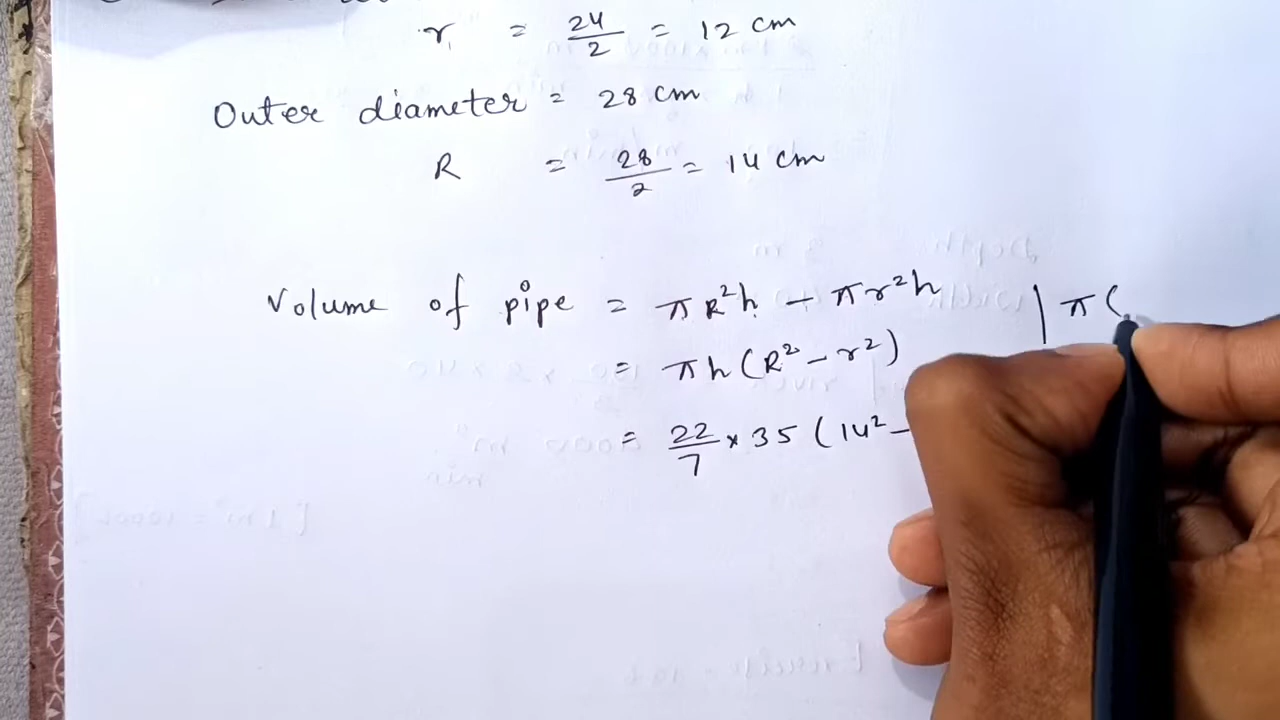 r = 24/2 = 12 cm
Outer diameter = 28 cm
R = 28/2 = 14 cm
Volume of pipe = πR²h - πr²h | π(
= πh(R² - r²)
= 22/7 × 35 (14² -